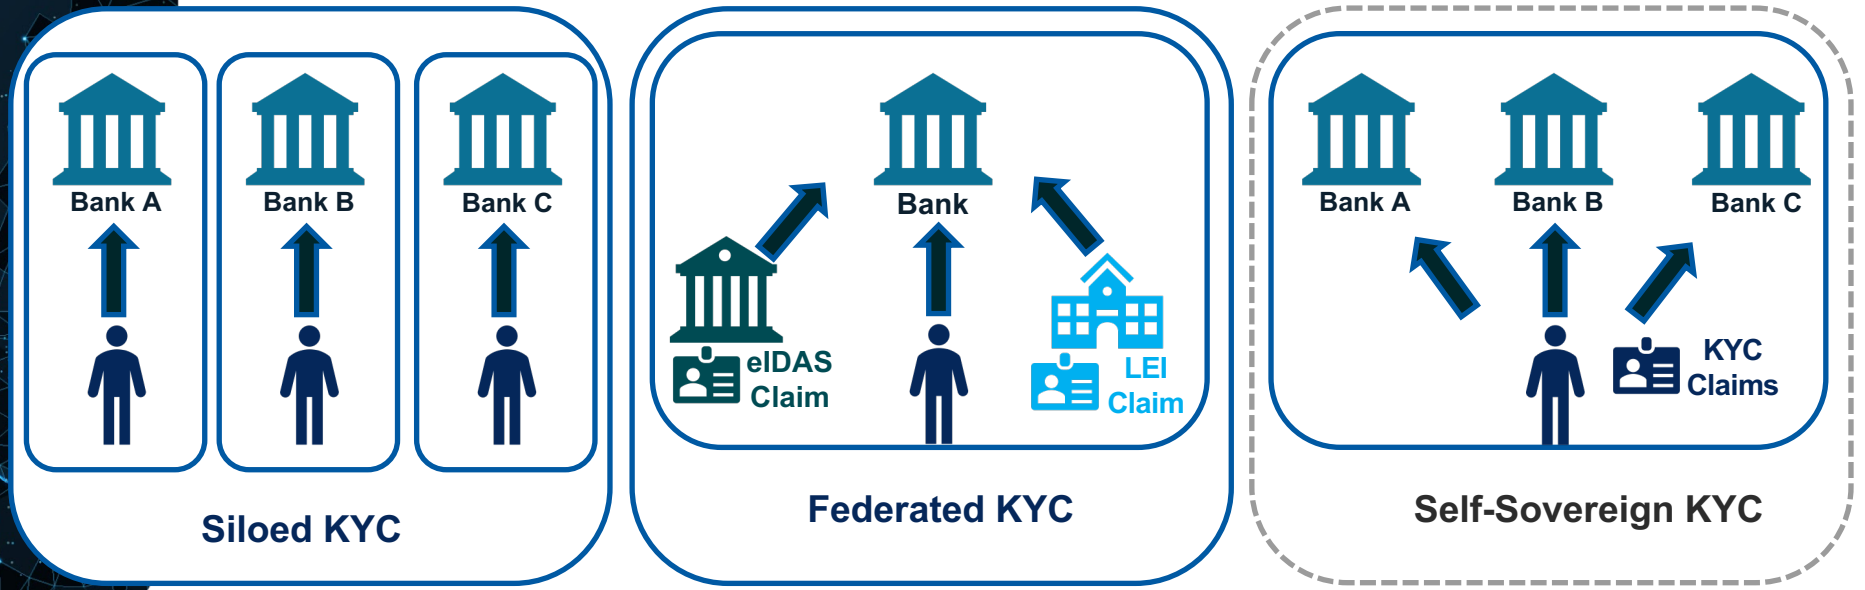 Bank A
Bank B
Bank C
Siloed KYC
Bank
eIDAS
Claim
LEI
Claim
Federated KYC
Bank A
Bank B
Bank C
KYC
Claims
Self-Sovereign KYC